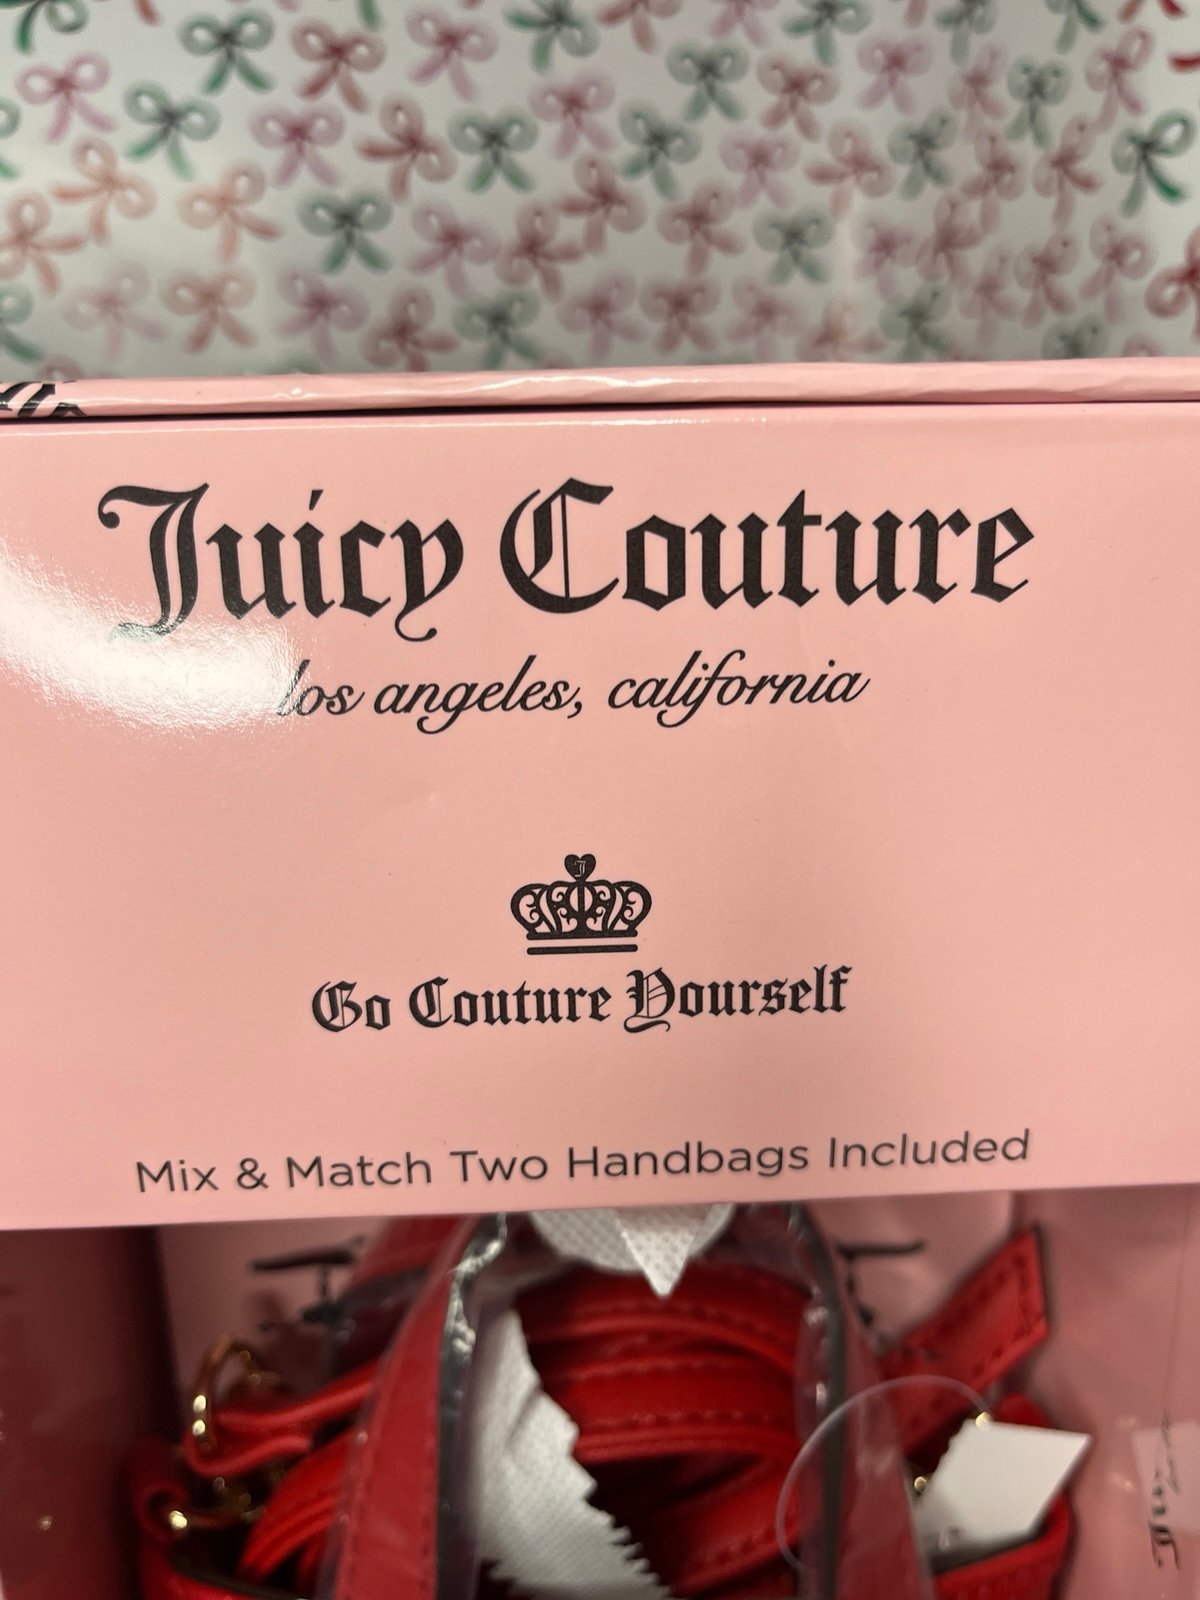 Juicy Couture
los angeles, california
J
Go Couture Yourself
Mix & Match Two Handbags Included